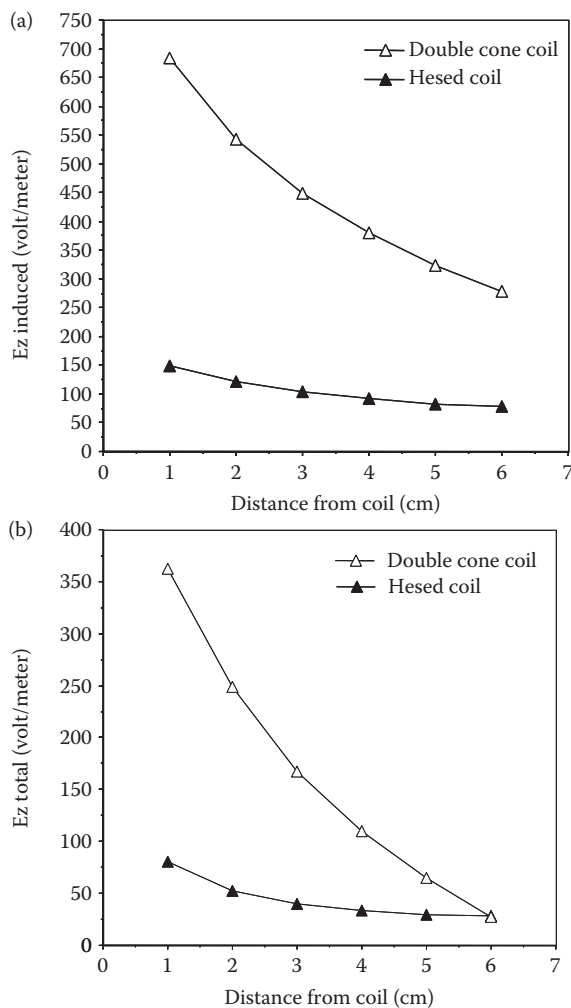 (a)
750
700
650
600
550
500
450
400
350
300
250
200
150
100
50
0
Ez induced (volt/meter)
Double cone coil
Hesed coil
0 1 2 3 4 5 6 7
Distance from coil (cm)
(b)
400
350
300
250
200
150
100
50
0
Ez total (volt/meter)
Double cone coil
Hesed coil
0 1 2 3 4 5 6 7
Distance from coil (cm)